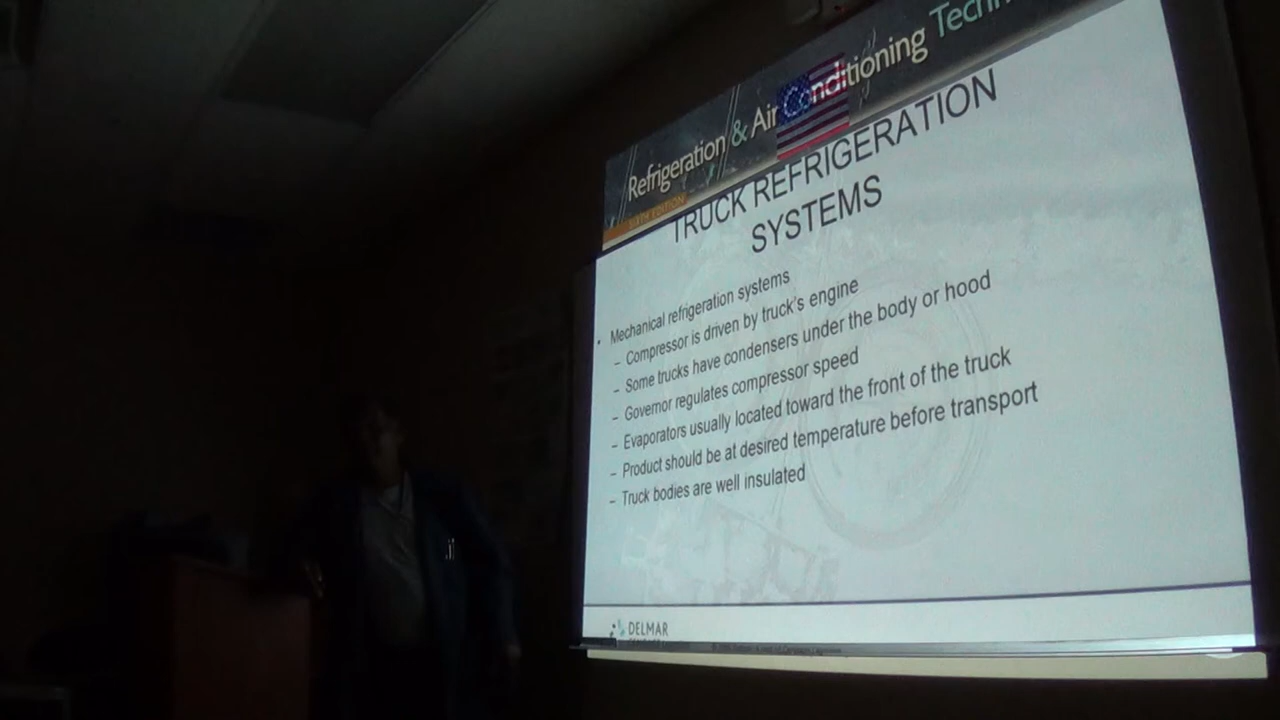 Refrigeration & Air Conditioning Techn
SIXTH EDITION
TRUCK REFRIGERATION
SYSTEMS
• Mechanical refrigeration systems
– Compressor is driven by truck's engine
– Some trucks have condensers under the body or hood
– Governor regulates compressor speed
– Evaporators usually located toward the front of the truck
– Product should be at desired temperature before transport
– Truck bodies are well insulated
DELMAR